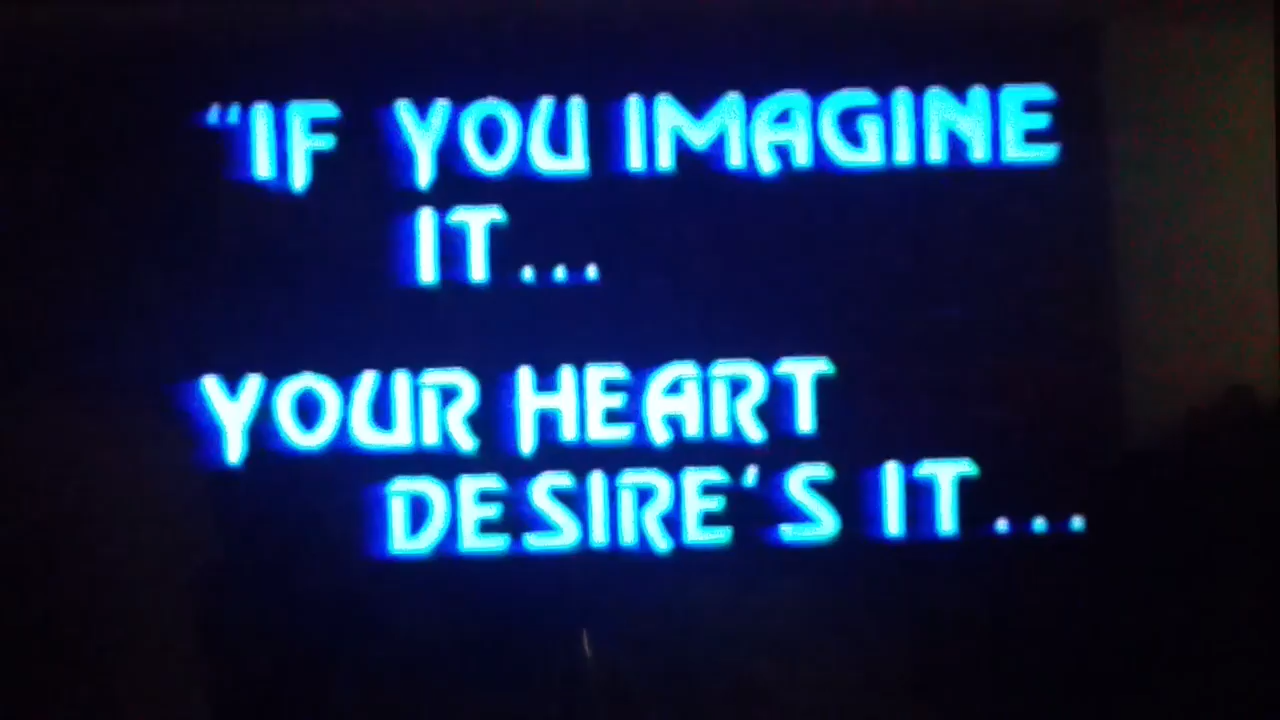 “IF YOU IMAGINE
IT...
YOUR HEART
DESIRE’S IT...